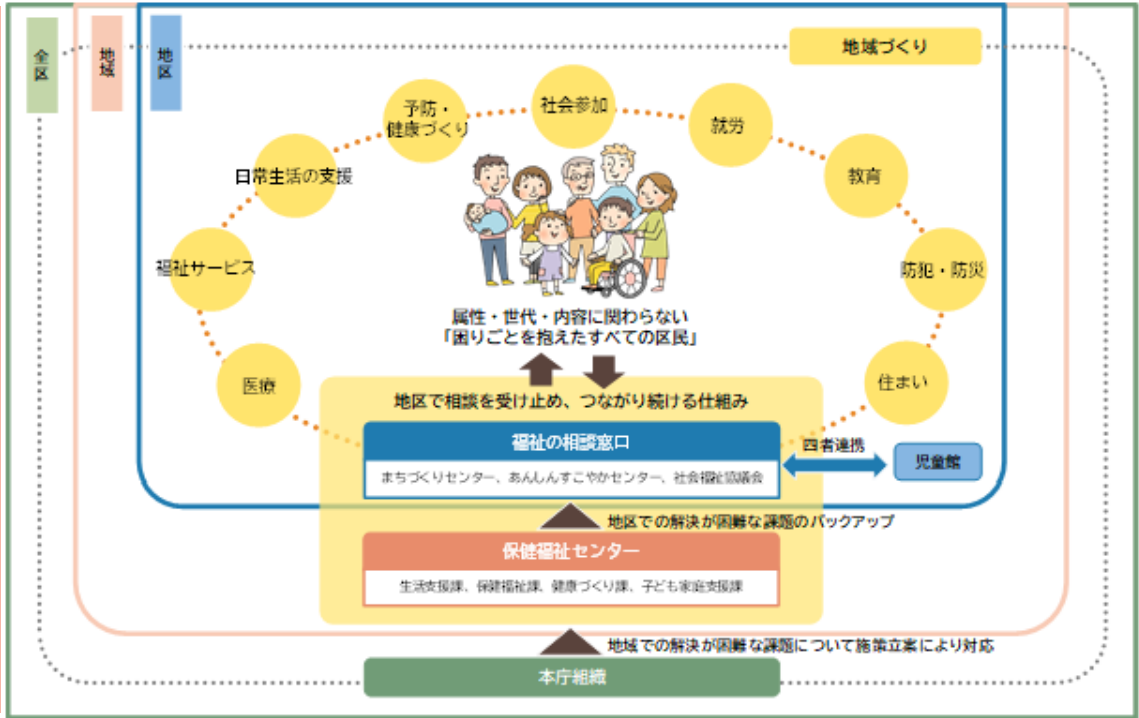 全区
地域
地区
地域づくり
社会参加
予防・
健康づくり
就労
日常生活の支援
教育
福祉サービス
防犯・防災
属性・世代・内容に関わらない
「困りごとを抱えたすべての区民」
医療
住まい
地区で相談を受け止め、つながり続ける仕組み
福祉の相談窓口
まちづくりセンター、あんしんすこやかセンター、社会福祉協議会
四者連携
児童館
地区での解決が困難な課題のバックアップ
保健福祉センター
生活支援課、保健福祉課、健康づくり課、子ども家庭支援課
地域での解決が困難な課題について施策立案により対応
本庁組織